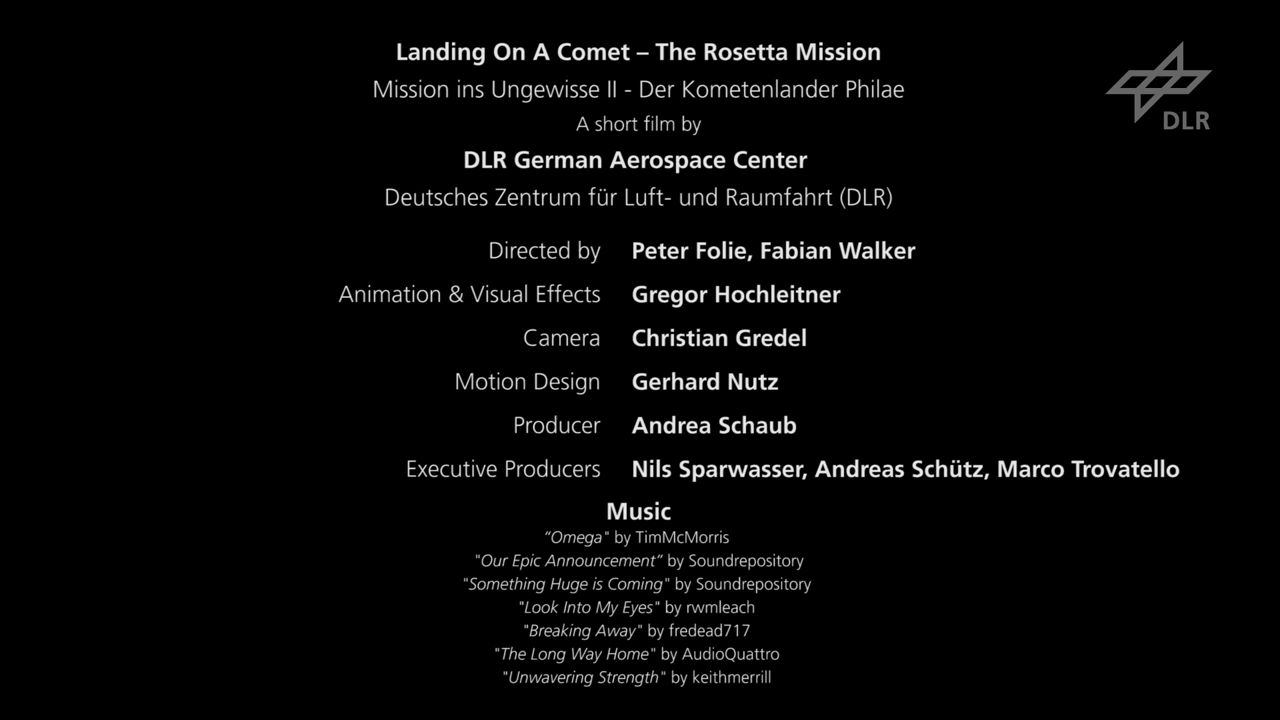 Landing On A Comet – The Rosetta Mission
Mission ins Ungewisse II - Der Kometenlander Philae
A short film by
DLR German Aerospace Center
Deutsches Zentrum für Luft- und Raumfahrt (DLR)
DLR
Directed by Peter Folie, Fabian Walker
Animation & Visual Effects Gregor Hochleitner
Camera Christian Gredel
Motion Design Gerhard Nutz
Producer Andrea Schaub
Executive Producers Nils Sparwasser, Andreas Schütz, Marco Trovatello
Music
“Omega" by TimMcMorris
"Our Epic Announcement” by Soundrepository
"Something Huge is Coming" by Soundrepository
"Look Into My Eyes" by rwmleach
"Breaking Away" by fredead717
"The Long Way Home" by AudioQuattro
"Unwavering Strength" by keithmerrill